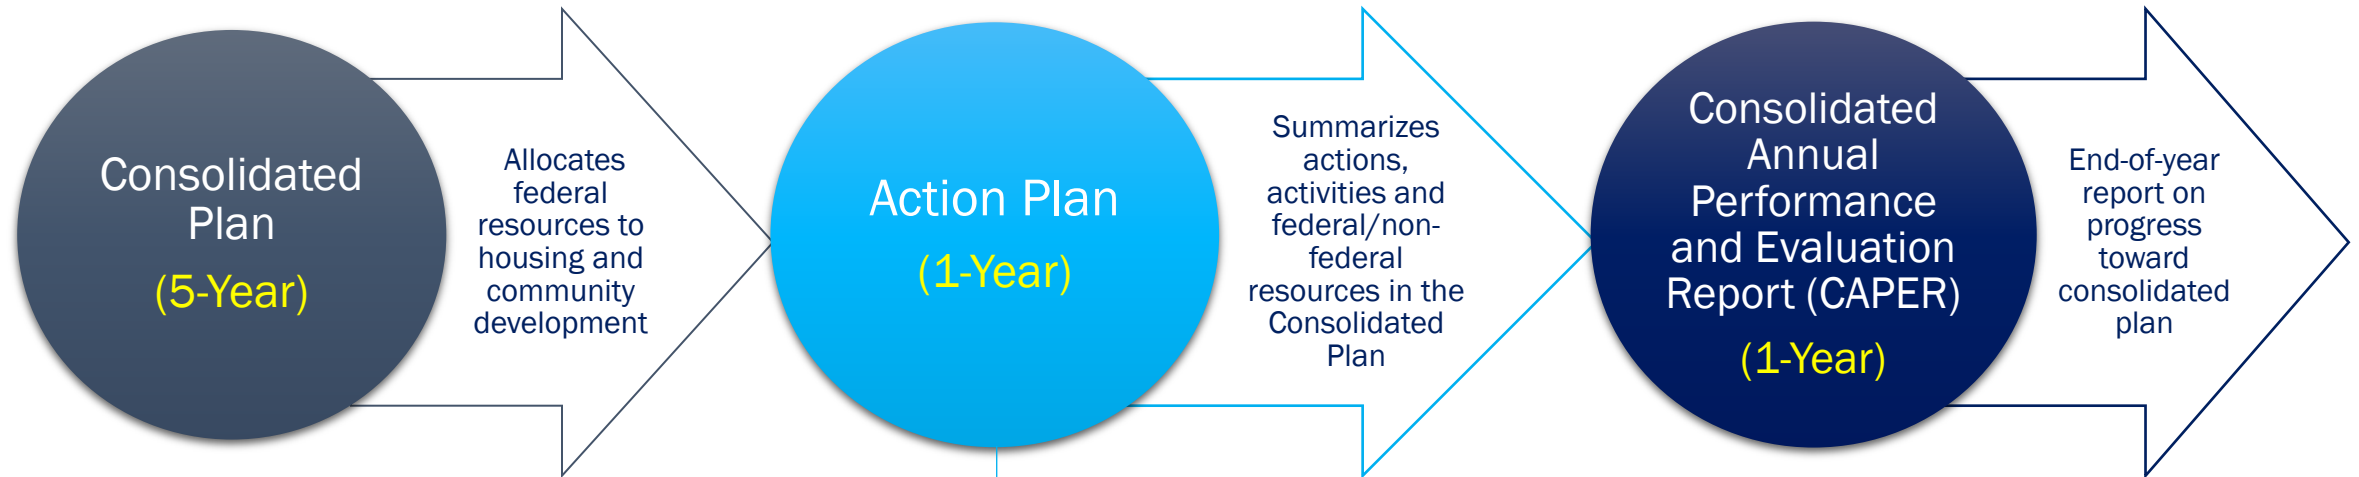 Consolidated
Plan
(5-Year)
Allocates
federal
resources to
housing and
community
development
Action Plan
(1-Year)
Summarizes
actions,
activities and
federal/non-
federal
resources in the
Consolidated
Plan
Consolidated
Annual
Performance
and Evaluation
Report (CAPER)
(1-Year)
End-of-year
report on
progress
toward
consolidated
plan